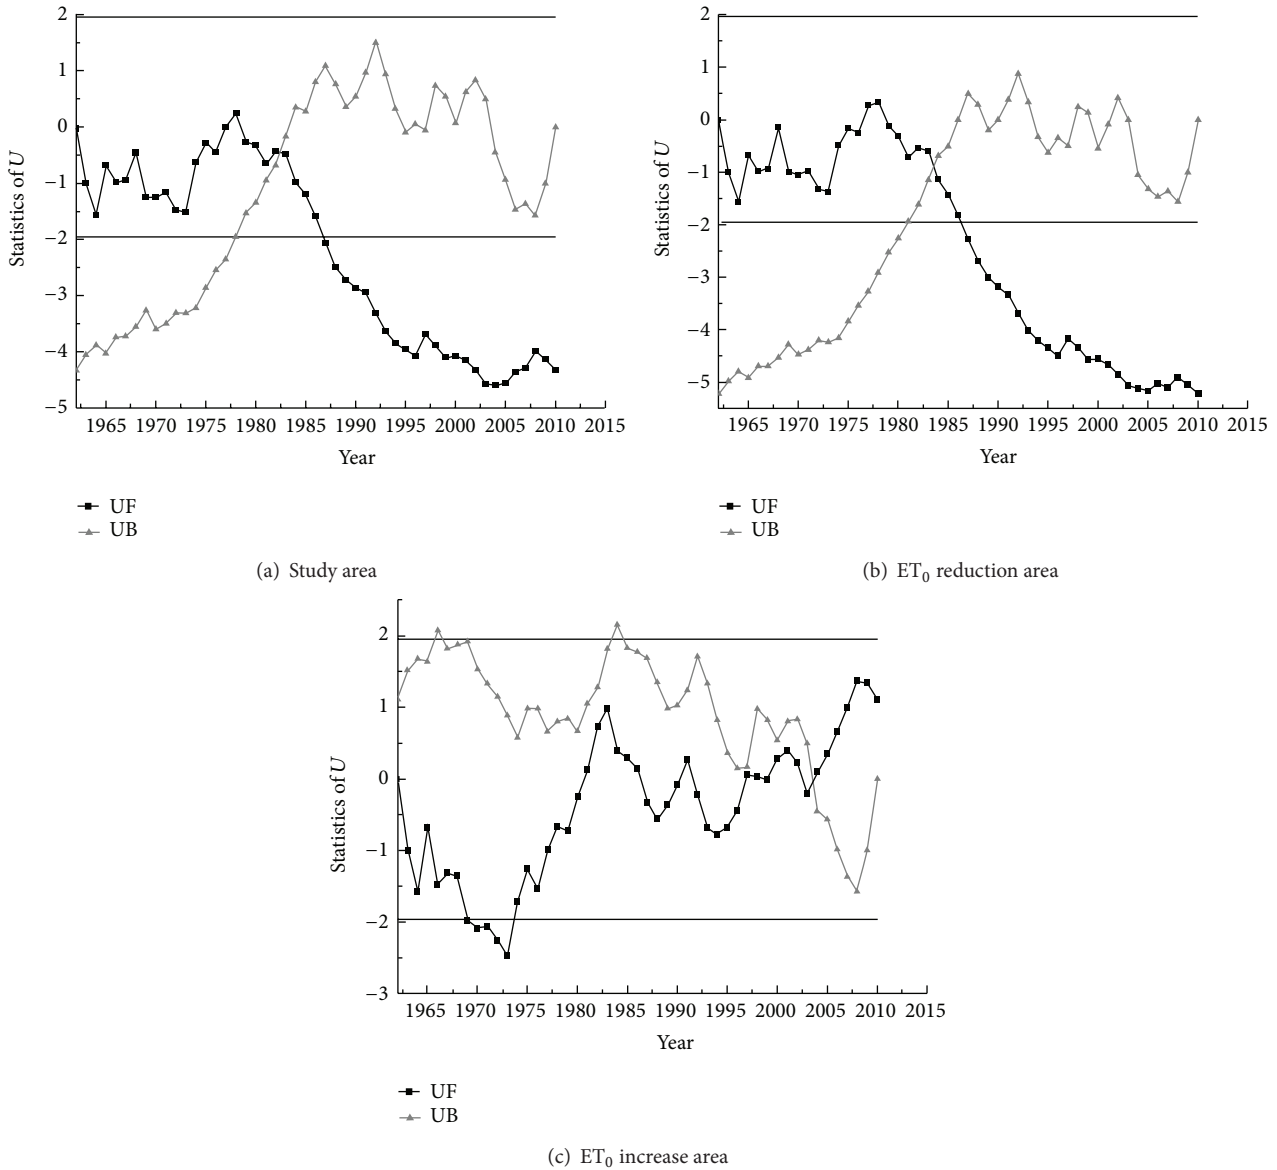 2
1
0
−1
−2
−3
−4
−5
Statistics of U
1965 1970 1975 1980 1985 1990 1995 2000 2005 2010 2015
Year
UF
UB
(a) Study area
2
1
0
−1
−2
−3
−4
−5
Statistics of U
1965 1970 1975 1980 1985 1990 1995 2000 2005 2010 2015
Year
UF
UB
(b) ET₀ reduction area
2
1
0
−1
−2
−3
Statistics of U
1965 1970 1975 1980 1985 1990 1995 2000 2005 2010 2015
Year
UF
UB
(c) ET₀ increase area